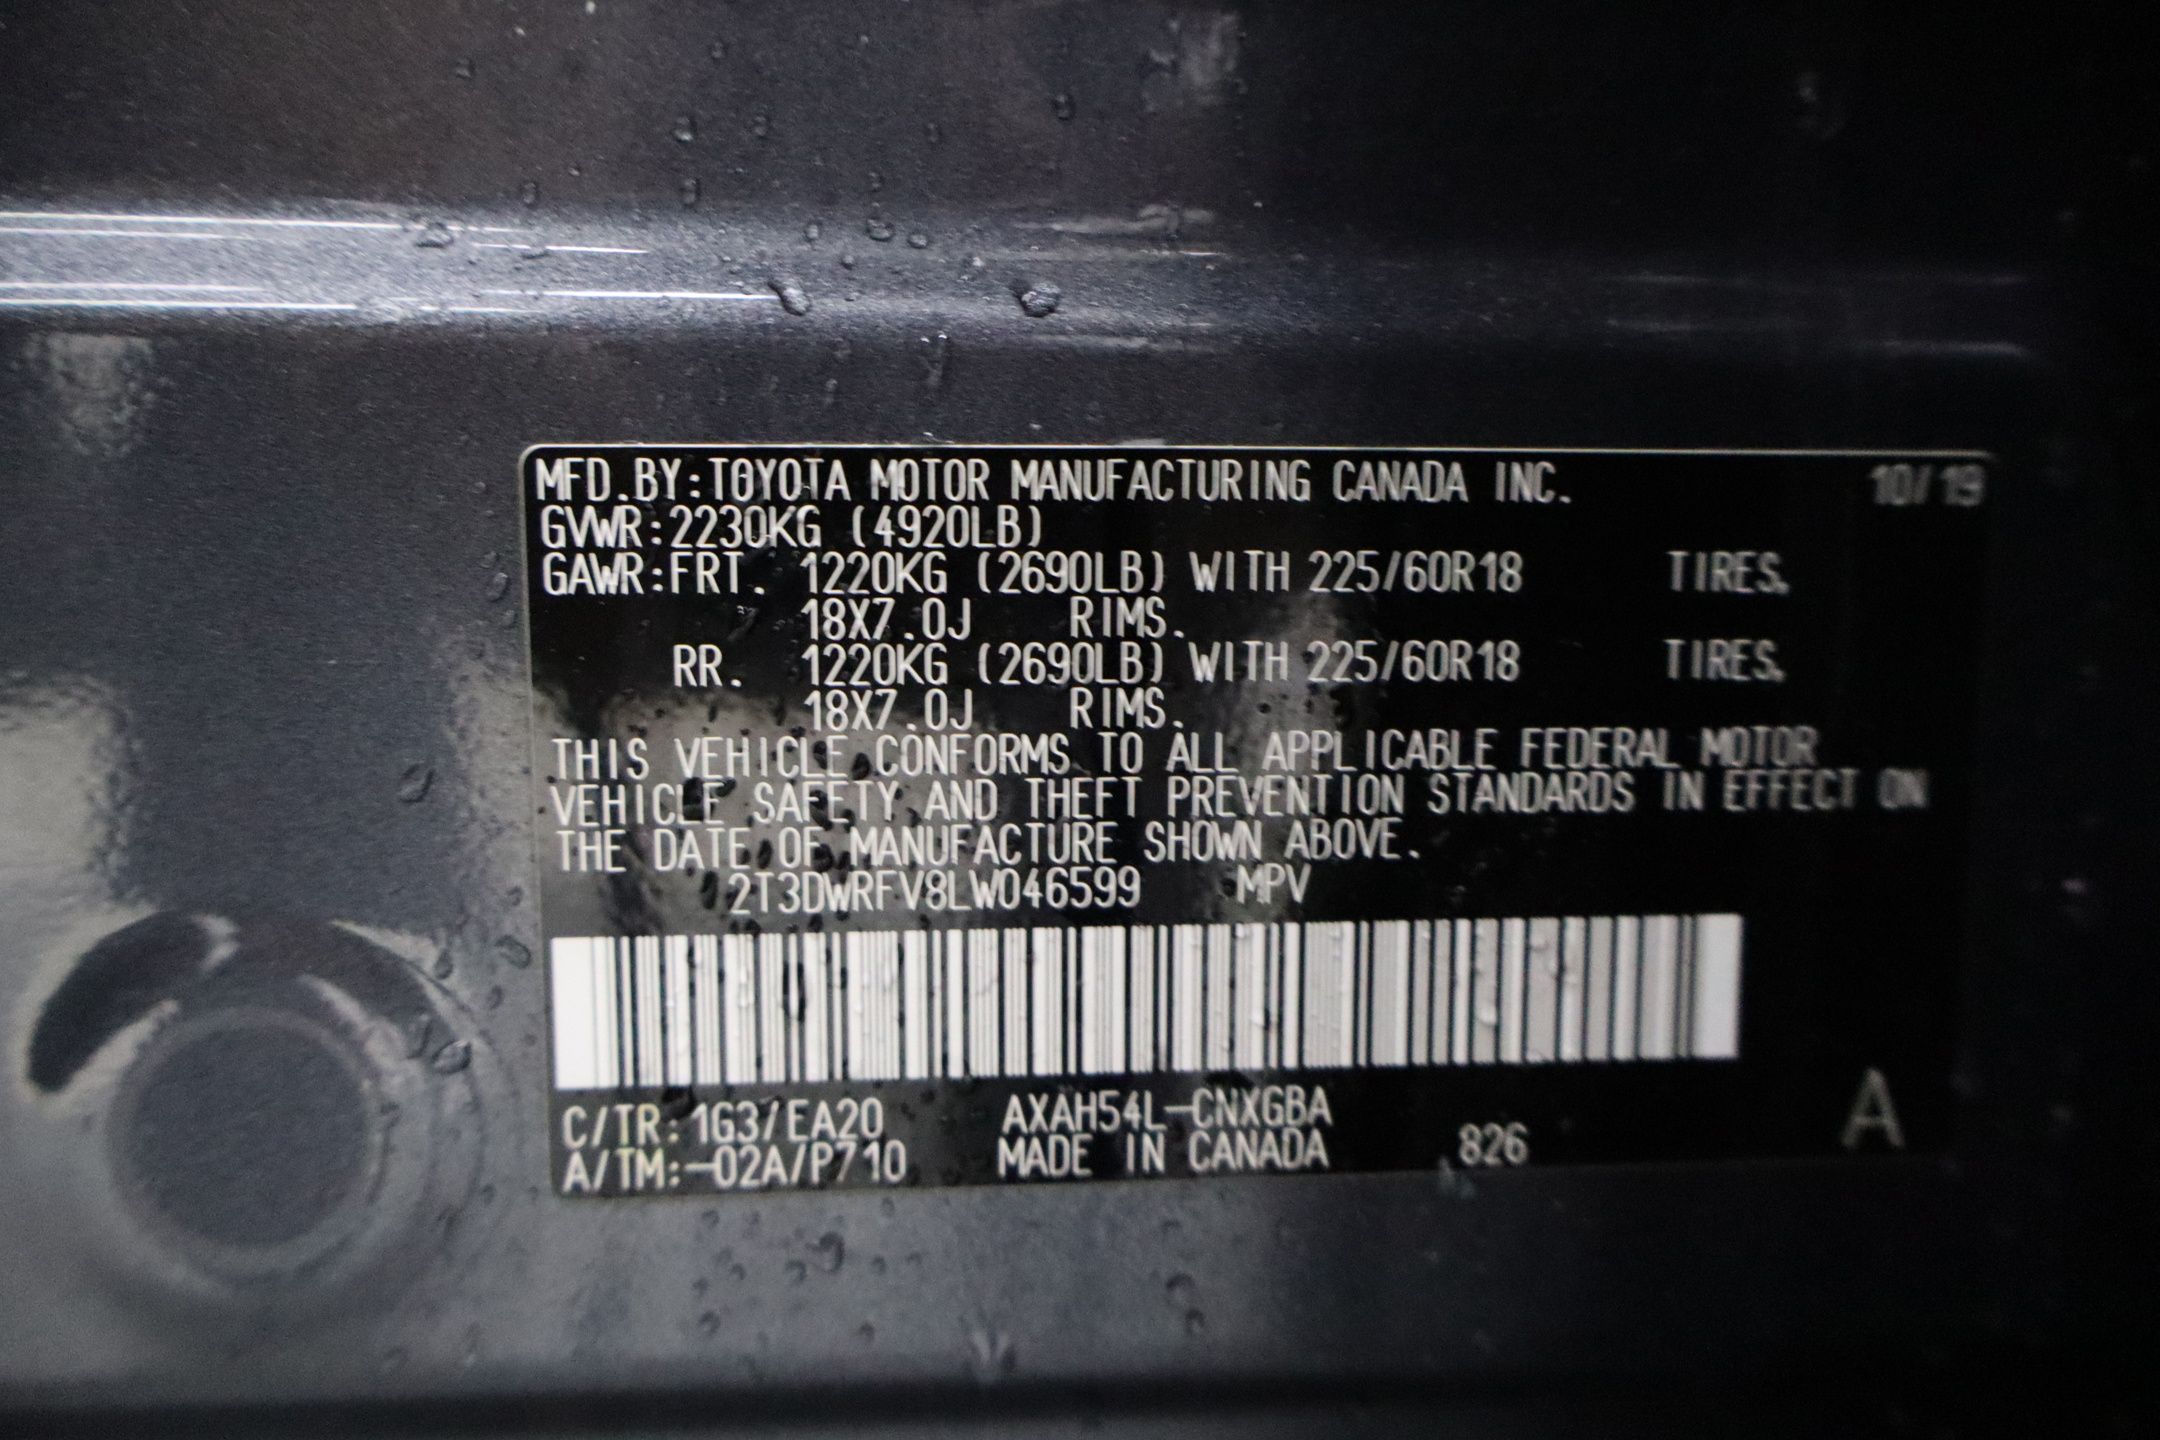 MFD.BY:TOYOTA MOTOR MANUFACTURING CANADA INC. 10/19
GVWR:2230KG (4920LB)
GAWR:FRT. 1220KG (2690LB) WITH 225/60R18 TIRES.
18X7.0J RIMS.
RR. 1220KG (2690LB) WITH 225/60R18 TIRES.
18X7.0J RIMS.
THIS VEHICLE CONFORMS TO ALL APPLICABLE FEDERAL MOTOR
VEHICLE SAFETY AND THEFT PREVENTION STANDARDS IN EFFECT ON
THE DATE OF MANUFACTURE SHOWN ABOVE.
2T3DWRFV8LW046599 MPV
C/TR:1G3/EA20 AXAH54L-CNXGBA
A/TM:-02A/P710 MADE IN CANADA 826 A